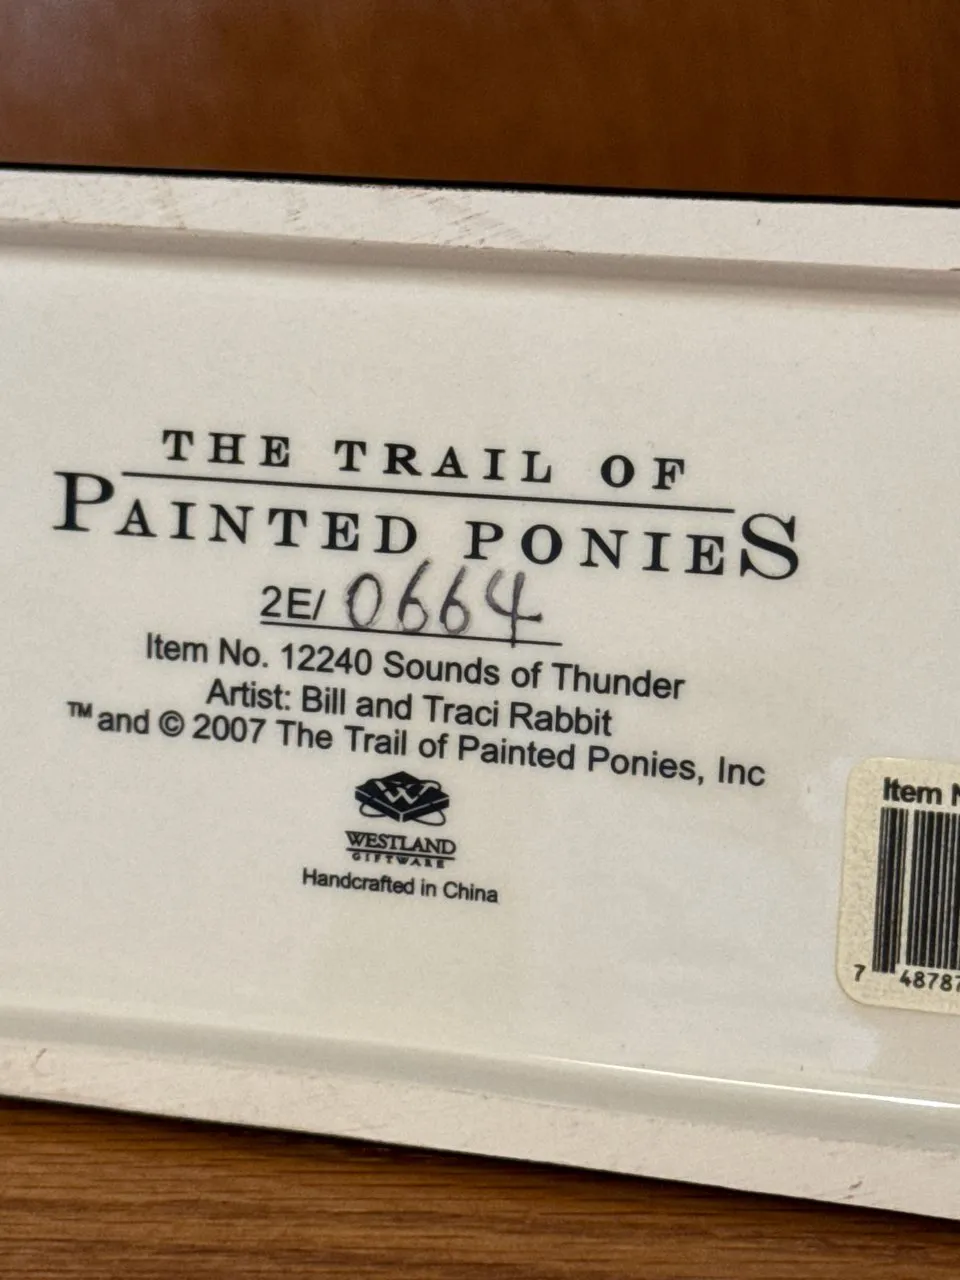 THE TRAIL OF
PAINTED PONIES
2E/ 0664
Item No. 12240 Sounds of Thunder
Artist: Bill and Traci Rabbit
™ and © 2007 The Trail of Painted Ponies, Inc
W
WESTLAND
GIFTWARE
Handcrafted in China
Item
7 48787